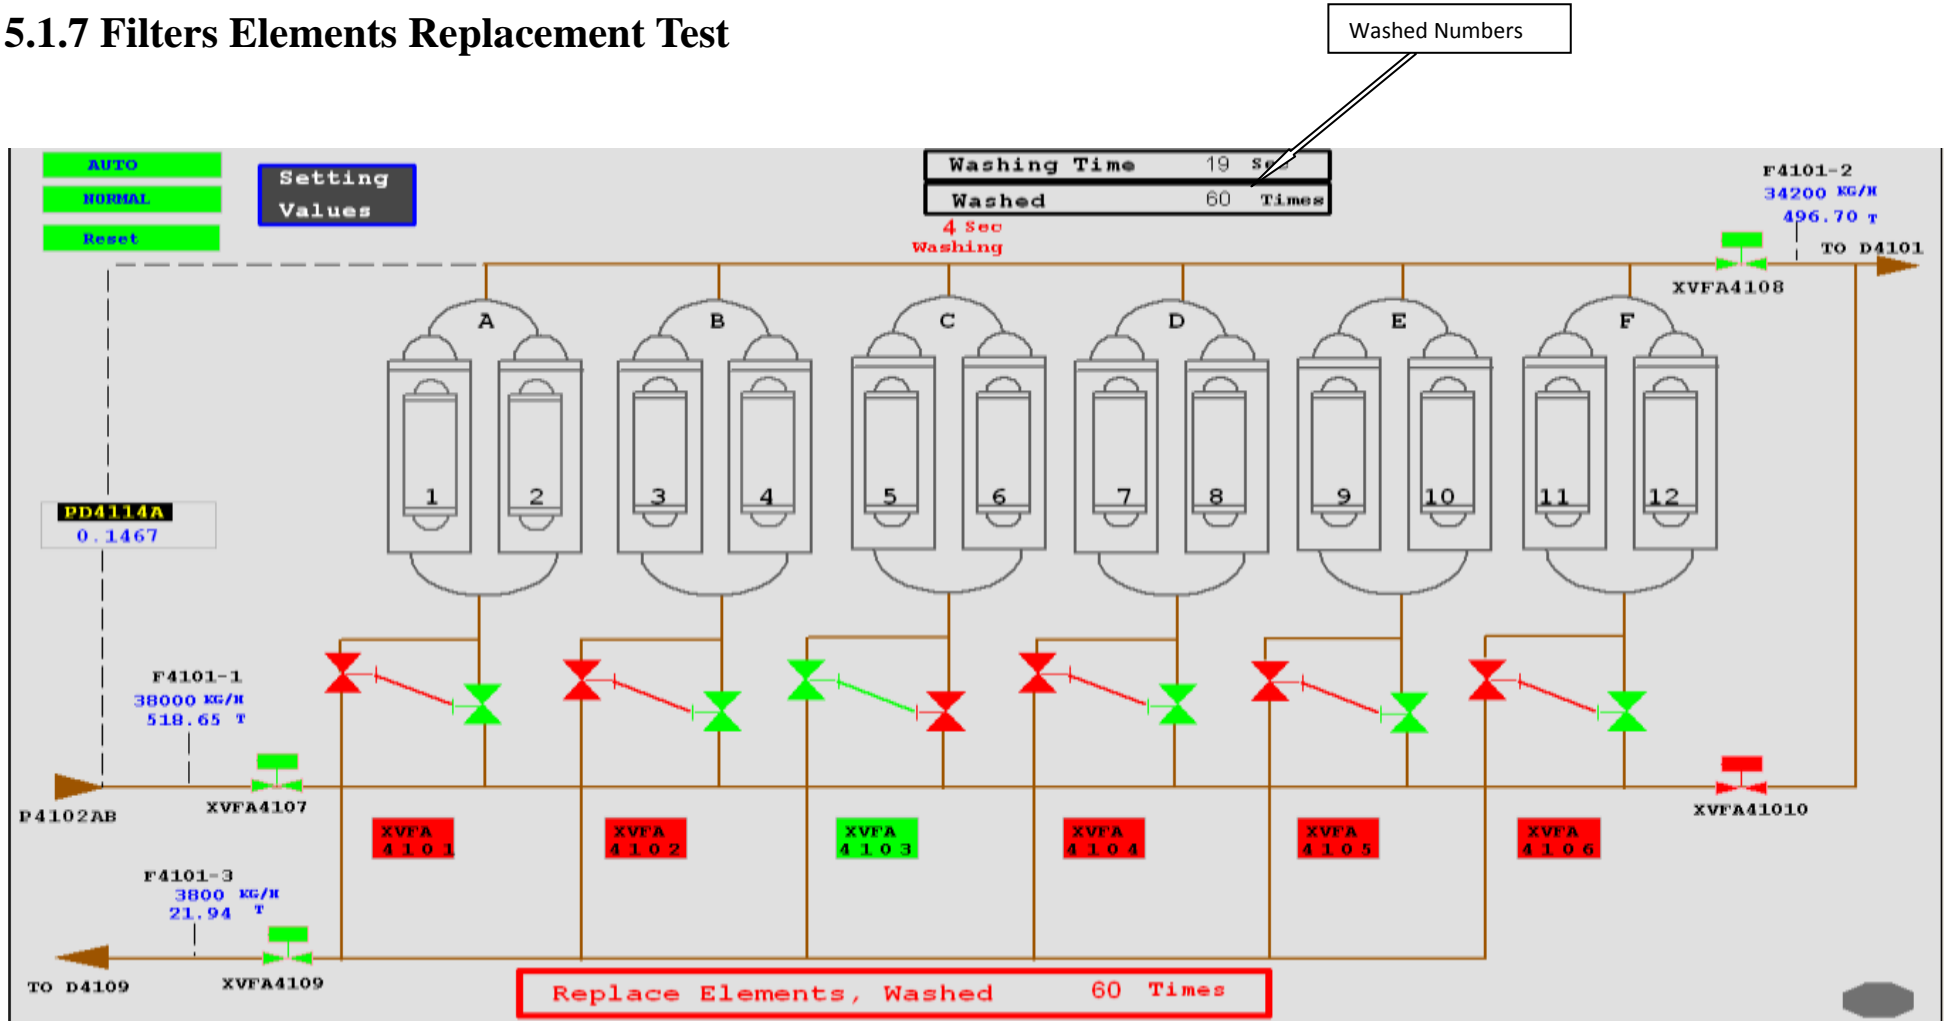 5.1.7 Filters Elements Replacement Test
Washed Numbers
AUTO
NORMAL
Reset
Setting
Values
Washing Time 19
Washed 60 Times
4 Sec
Washing
F4101-2
34200 KG/H
496.70 T
TO D4101
XVFA4108
A B C D E F
1 2 3 4 5 6 7 8 9 10 11 12
PD4114A
0.1467
F4101-1
38000 KG/H
518.65 T
P4102AB
XVFA4107
XVFA41010
XVFA
4101
XVFA
4102
XVFA
4103
XVFA
4104
XVFA
4105
XVFA
4106
F4101-3
3800 KG/H
21.94 T
TO D4109
XVFA4109
Replace Elements, Washed 60 Times